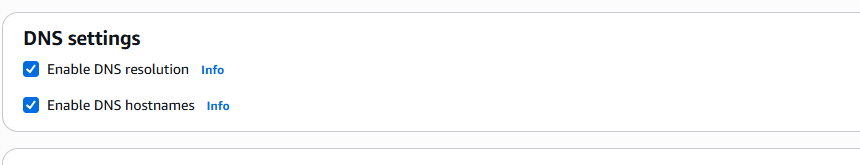 DNS settings
Enable DNS resolution Info
Enable DNS hostnames Info